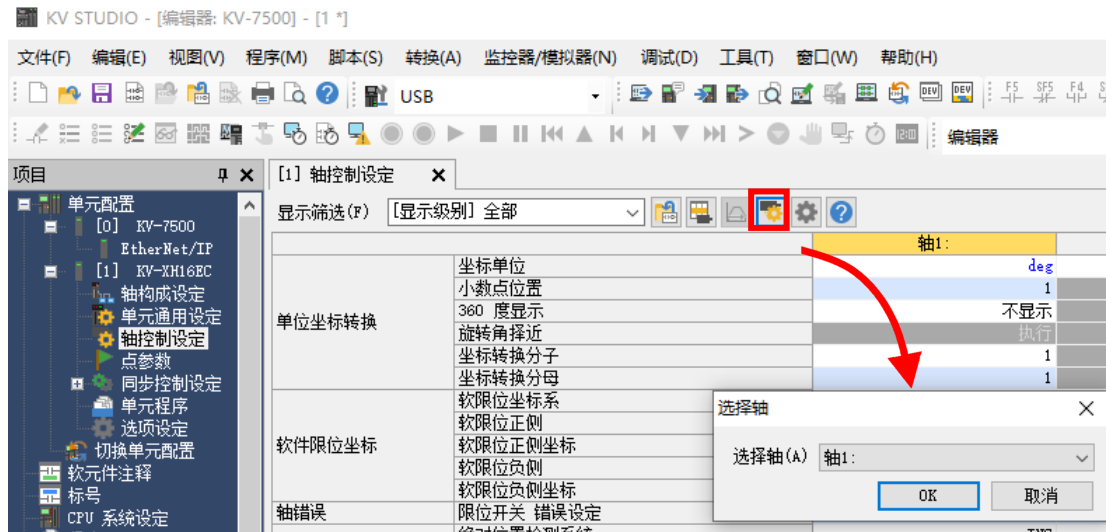 KV STUDIO - [编辑器: KV-7500] - [1 *]
文件(F) 编辑(E) 视图(V) 程序(M) 脚本(S) 转换(A) 监控器/模拟器(N) 调试(D) 工具(T) 窗口(W) 帮助(H)
USB
DEV DEV F5 SF5 F4
编辑器
项目
[1] 轴控制设定
单元配置
[0] KV-7500
EtherNet/IP
[1] KV-XH16EC
轴构成设定
单元通用设定
轴控制设定
点参数
同步控制设定
单元程序
选项设定
切换单元配置
软元件注释
标号
CPU 系统设定
显示筛选(F) [显示级别] 全部
轴1:
单位坐标转换
坐标单位 deg
小数点位置 1
360 度显示 不显示
旋转角择近 执行
坐标转换分子 1
坐标转换分母 1
软件限位坐标
软限位坐标系
软限位正侧
软限位正侧坐标
软限位负侧
软限位负侧坐标
轴错误 限位开关 错误设定
选择轴
选择轴(A) 轴1:
OK 取消